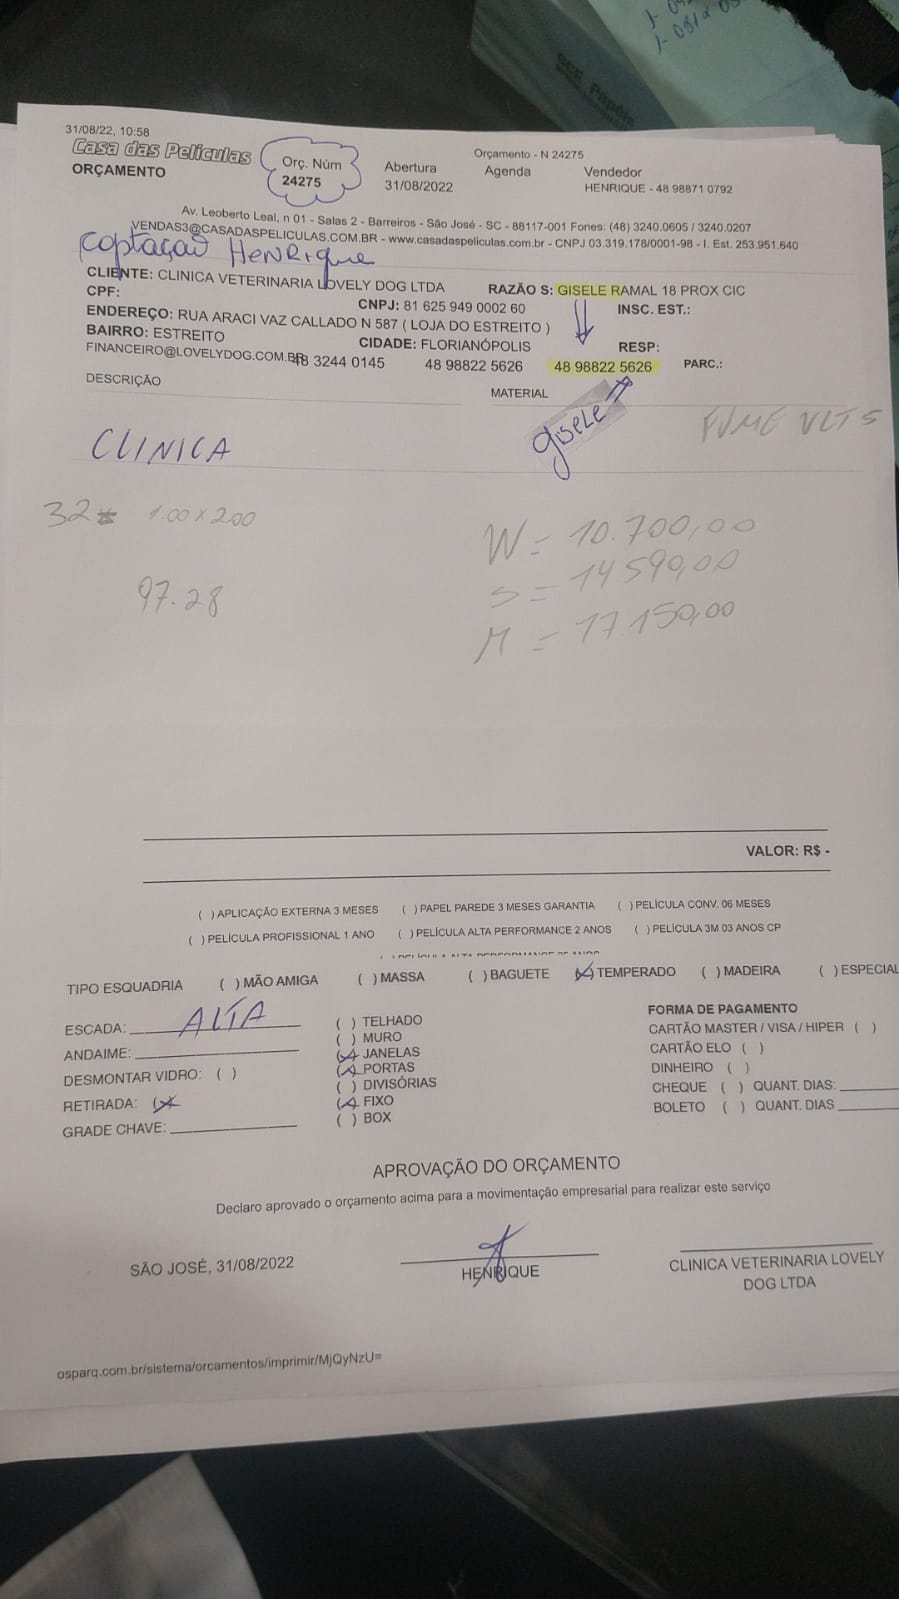 J- 081 x 0
SCE - Papéis
31/08/22, 10:58
Orçamento - N 24275
Casa das Peliculas
ORÇAMENTO
Orç. Núm
24275
Abertura
31/08/2022
Agenda
Vendedor
HENRIQUE - 48 98871 0792
Av. Leoberto Leal, n 01 - Salas 2 - Barreiros - São José - SC - 88117-001 Fones: (48) 3240.0605 / 3240.0207
VENDAS3@CASADASPELICULAS.COM.BR - www.casadaspeliculas.com.br - CNPJ 03.319.178/0001-98 - I. Est. 253.951.640
Coptação HENRique
CLIENTE: CLINICA VETERINARIA LOVELY DOG LTDA RAZÃO S: GISELE RAMAL 18 PROX CIC
CPF: CNPJ: 81 625 949 0002 60 INSC. EST.:
ENDEREÇO: RUA ARACI VAZ CALLADO N 587 ( LOJA DO ESTREITO )
BAIRRO: ESTREITO CIDADE: FLORIANÓPOLIS RESP:
FINANCEIRO@LOVELYDOG.COM.BR 48 3244 0145 48 98822 5626 48 98822 5626 PARC.:
DESCRIÇÃO MATERIAL
gisele
FUME VLT 5
CLINICA
32 1.00 x 2.00
W = 10.700,00
S = 14 590,00
97.28
M = 17.150,00
VALOR: R$ -
( ) APLICAÇÃO EXTERNA 3 MESES ( ) PAPEL PAREDE 3 MESES GARANTIA ( ) PELÍCULA CONV. 06 MESES
( ) PELÍCULA PROFISSIONAL 1 ANO ( ) PELÍCULA ALTA PERFORMANCE 2 ANOS ( ) PELÍCULA 3M 03 ANOS CP
TIPO ESQUADRIA ( ) MÃO AMIGA ( ) MASSA ( ) BAGUETE (x) TEMPERADO ( ) MADEIRA ( ) ESPECIAL
ESCADA: ALTA
ANDAIME:
DESMONTAR VIDRO: ( )
RETIRADA: (x)
GRADE CHAVE:
( ) TELHADO
( ) MURO
(x) JANELAS
(x) PORTAS
( ) DIVISÓRIAS
(x) FIXO
( ) BOX
FORMA DE PAGAMENTO
CARTÃO MASTER / VISA / HIPER ( )
CARTÃO ELO ( )
DINHEIRO ( )
CHEQUE ( ) QUANT. DIAS:
BOLETO ( ) QUANT. DIAS
APROVAÇÃO DO ORÇAMENTO
Declaro aprovado o orçamento acima para a movimentação empresarial para realizar este serviço
SÃO JOSÉ, 31/08/2022
HENRIQUE
CLINICA VETERINARIA LOVELY
DOG LTDA
osparq.com.br/sistema/orcamentos/imprimir/MjQyNzU=